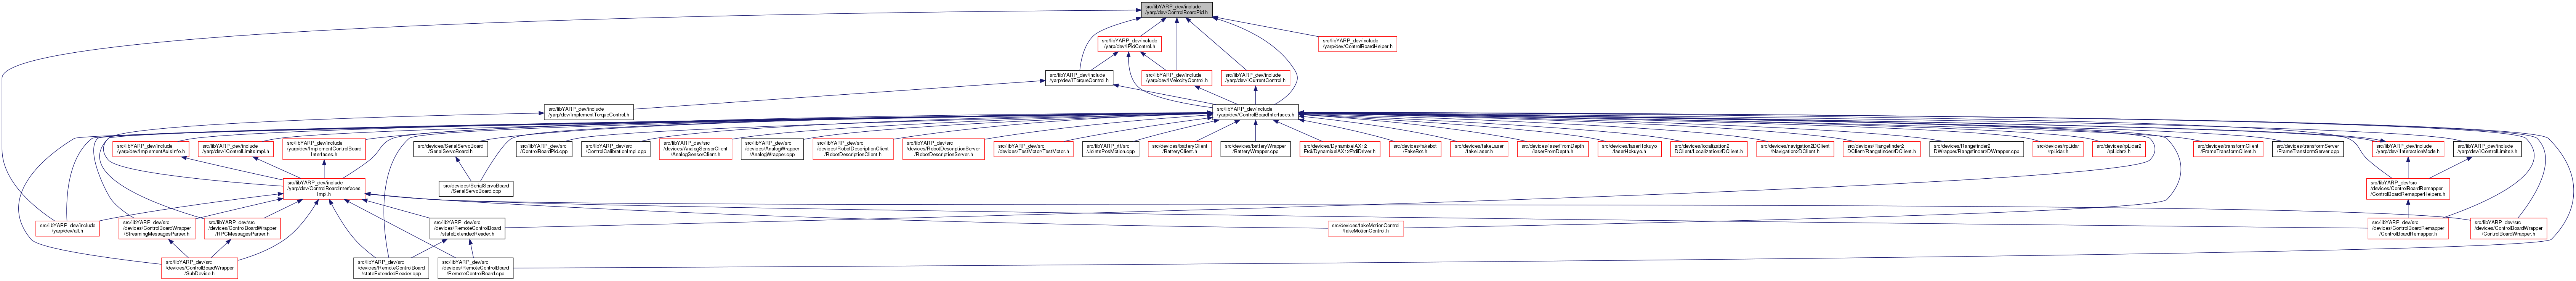 src/libYARP_dev/include
/yarp/dev/ControlBoardPid.h
src/libYARP_dev/include
/yarp/dev/IPidControl.h
src/libYARP_dev/include
/yarp/dev/ControlBoardHelper.h
src/libYARP_dev/include
/yarp/dev/ITorqueControl.h
src/libYARP_dev/include
/yarp/dev/IVelocityControl.h
src/libYARP_dev/include
/yarp/dev/ICurrentControl.h
src/libYARP_dev/include
/yarp/dev/ImplementTorqueControl.h
src/libYARP_dev/include
/yarp/dev/ControlBoardInterfaces.h
src/libYARP_dev/include
/yarp/dev/ImplementAxisInfo.h
src/libYARP_dev/include
/yarp/dev/IControlLimitsImpl.h
src/libYARP_dev/include
/yarp/dev/ImplementControlBoard
Interfaces.h
src/devices/SerialServoBoard
/SerialServoBoard.h
src/libYARP_dev/src
/ControlBoardPid.cpp
src/libYARP_dev/src
/ControlCalibrationImpl.cpp
src/libYARP_dev/src
/devices/AnalogSensorClient
/AnalogSensorClient.h
src/libYARP_dev/src
/devices/AnalogWrapper
/AnalogWrapper.cpp
src/libYARP_dev/src
/devices/RobotDescriptionClient
/RobotDescriptionClient.h
src/libYARP_dev/src
/devices/RobotDescriptionServer
/RobotDescriptionServer.h
src/libYARP_dev/src
/devices/TestMotor/TestMotor.h
src/libYARP_rtf/src
/JointsPosMotion.cpp
src/devices/batteryClient
/BatteryClient.h
src/devices/batteryWrapper
/BatteryWrapper.cpp
src/devices/DynamixelAX12
Ftdi/DynamixelAX12FtdiDriver.h
src/devices/fakebot
/FakeBot.h
src/devices/fakeLaser
/fakeLaser.h
src/devices/laserFromDepth
/laserFromDepth.h
src/devices/laserHokuyo
/laserHokuyo.h
src/devices/localization2
DClient/Localization2DClient.h
src/devices/navigation2DClient
/Navigation2DClient.h
src/devices/Rangefinder2
DClient/Rangefinder2DClient.h
src/devices/Rangefinder2
DWrapper/Rangefinder2DWrapper.cpp
src/devices/rpLidar
/rpLidar.h
src/devices/rpLidar2
/rpLidar2.h
src/devices/transformClient
/FrameTransformClient.h
src/devices/transformServer
/FrameTransformServer.cpp
src/libYARP_dev/include
/yarp/dev/IInteractionMode.h
src/libYARP_dev/include
/yarp/dev/IControlLimits2.h
src/libYARP_dev/include
/yarp/dev/ControlBoardInterfaces
Impl.h
src/devices/SerialServoBoard
/SerialServoBoard.cpp
src/libYARP_dev/src
/devices/ControlBoardRemapper
/ControlBoardRemapperHelpers.h
src/libYARP_dev/include
/yarp/dev/all.h
src/libYARP_dev/src
/devices/ControlBoardWrapper
/StreamingMessagesParser.h
src/libYARP_dev/src
/devices/ControlBoardWrapper
/RPCMessagesParser.h
src/libYARP_dev/src
/devices/RemoteControlBoard
/stateExtendedReader.h
src/devices/fakeMotionControl
/fakeMotionControl.h
src/libYARP_dev/src
/devices/ControlBoardRemapper
/ControlBoardRemapper.h
src/libYARP_dev/src
/devices/ControlBoardWrapper
/ControlBoardWrapper.h
src/libYARP_dev/src
/devices/ControlBoardWrapper
/SubDevice.h
src/libYARP_dev/src
/devices/RemoteControlBoard
/stateExtendedReader.cpp
src/libYARP_dev/src
/devices/RemoteControlBoard
/RemoteControlBoard.cpp